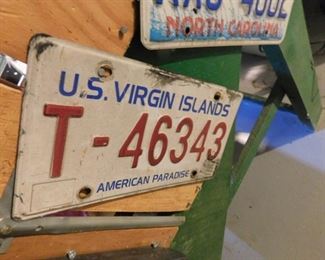 NORTH CAROLINA
U.S. VIRGIN ISLANDS
T-46343
AMERICAN PARADISE